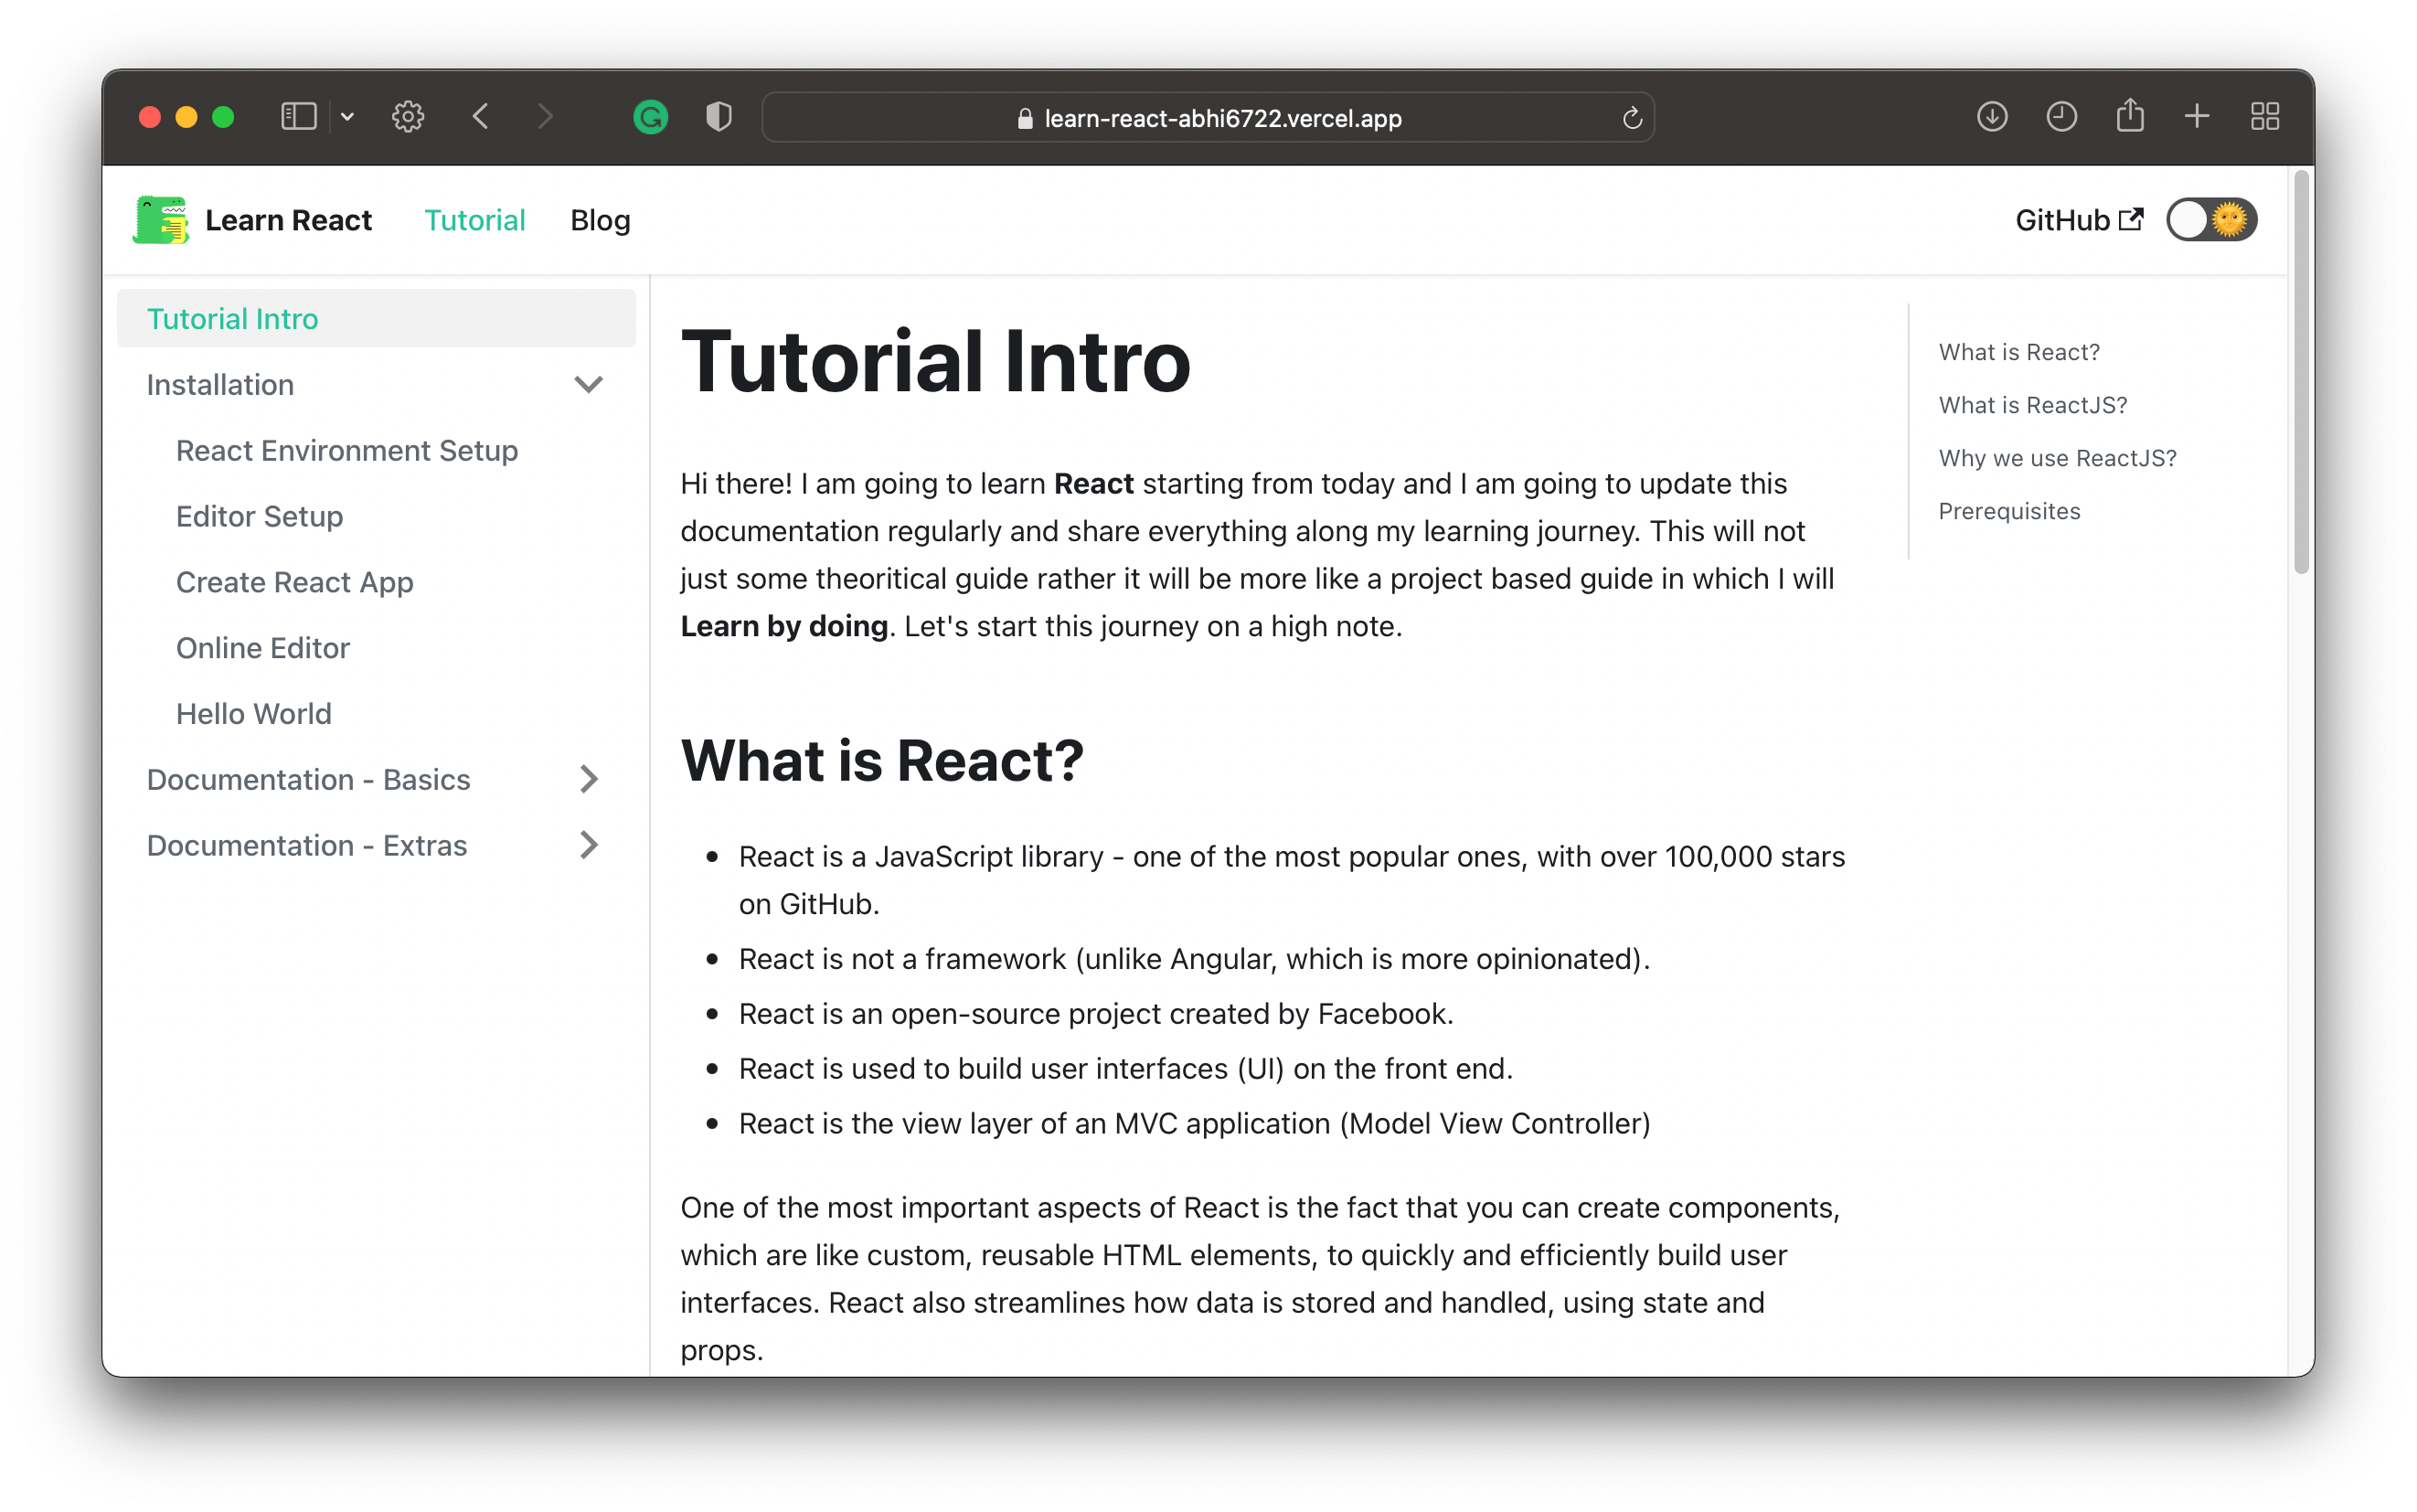 learn-react-abhi6722.vercel.app
Learn React
Tutorial
Blog
GitHub
Tutorial Intro
Installation
React Environment Setup
Editor Setup
Create React App
Online Editor
Hello World
Documentation - Basics
Documentation - Extras
Tutorial Intro
Hi there! I am going to learn React starting from today and I am going to update this
documentation regularly and share everything along my learning journey. This will not
just some theoritical guide rather it will be more like a project based guide in which I will
Learn by doing. Let's start this journey on a high note.
What is React?
React is a JavaScript library - one of the most popular ones, with over 100,000 stars
on GitHub.
React is not a framework (unlike Angular, which is more opinionated).
React is an open-source project created by Facebook.
React is used to build user interfaces (UI) on the front end.
React is the view layer of an MVC application (Model View Controller)
One of the most important aspects of React is the fact that you can create components,
which are like custom, reusable HTML elements, to quickly and efficiently build user
interfaces. React also streamlines how data is stored and handled, using state and
props.
What is React?
What is ReactJS?
Why we use ReactJS?
Prerequisites